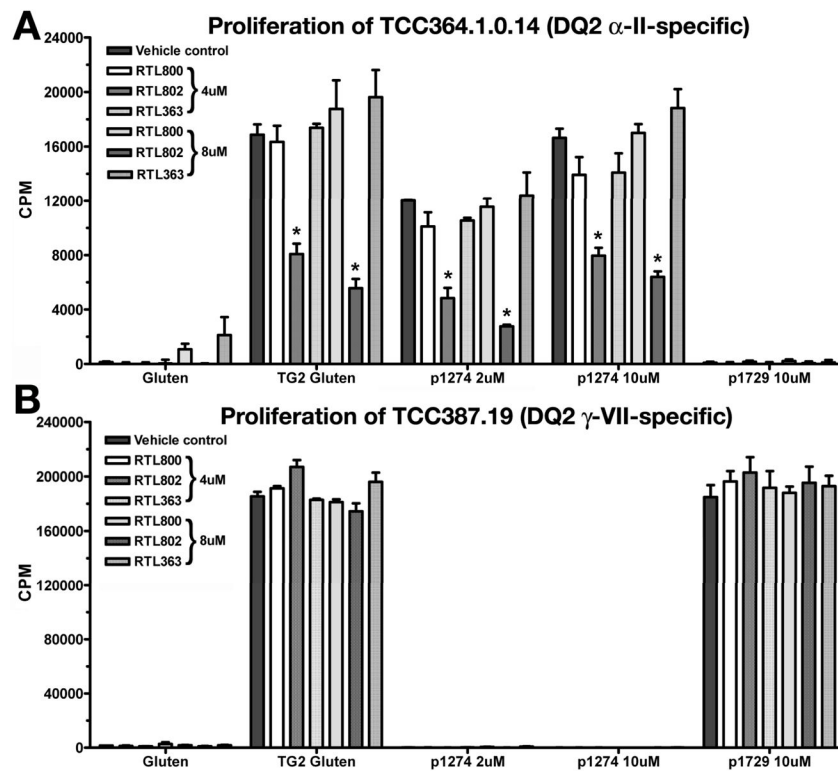 A
Proliferation of TCC364.1.0.14 (DQ2 α-II-specific)
24000
20000
16000
12000
8000
4000
0
CPM
Vehicle control
RTL800
RTL802
RTL363
4uM
RTL800
RTL802
RTL363
8uM
*
*
*
*
*
*
Gluten
TG2 Gluten
p1274 2uM
p1274 10uM
p1729 10uM
B
Proliferation of TCC387.19 (DQ2 γ-VII-specific)
240000
200000
160000
120000
80000
40000
0
CPM
Vehicle control
RTL800
RTL802
RTL363
4uM
RTL800
RTL802
RTL363
8uM
Gluten
TG2 Gluten
p1274 2uM
p1274 10uM
p1729 10uM